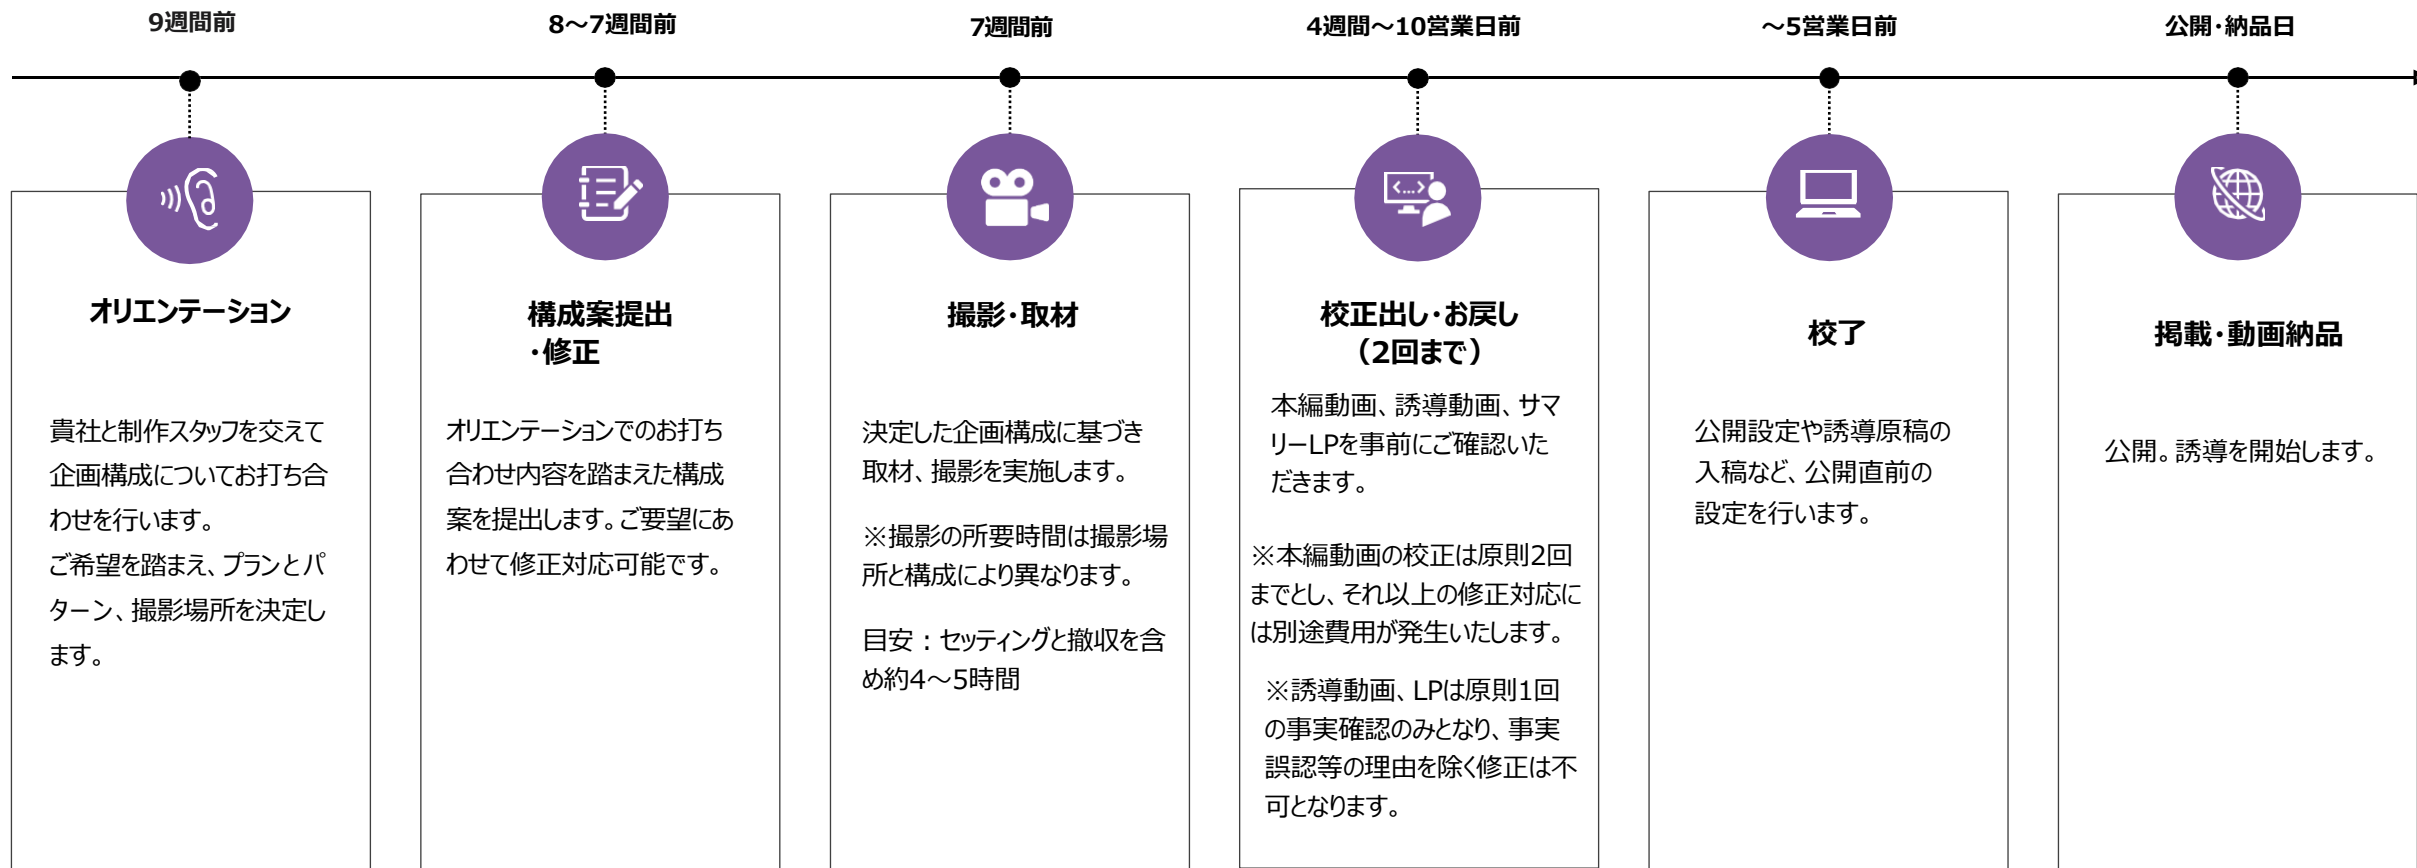 9週間前
8～7週間前
7週間前
4週間～10営業日前
～5営業日前
公開・納品日
オリエンテーション
貴社と制作スタッフを交えて
企画構成についてお打ち合
わせを行います。
ご希望を踏まえ、プランとパ
ターン、撮影場所を決定し
ます。
構成案提出
・修正
オリエンテーションでのお打ち
合わせ内容を踏まえた構成
案を提出します。ご要望にあ
わせて修正対応可能です。
撮影・取材
決定した企画構成に基づき
取材、撮影を実施します。
※撮影の所要時間は撮影場
所と構成により異なります。
目安：セッティングと撤収を含
め約4～5時間
校正出し・お戻し
（2回まで）
本編動画、誘導動画、サマ
リーLPを事前にご確認いた
だきます。
※本編動画の校正は原則2回
までとし、それ以上の修正対応に
は別途費用が発生いたします。
※誘導動画、LPは原則1回
の事実確認のみとなり、事実
誤認等の理由を除く修正は不
可となります。
校了
公開設定や誘導原稿の
入稿など、公開直前の
設定を行います。
掲載・動画納品
公開。誘導を開始します。